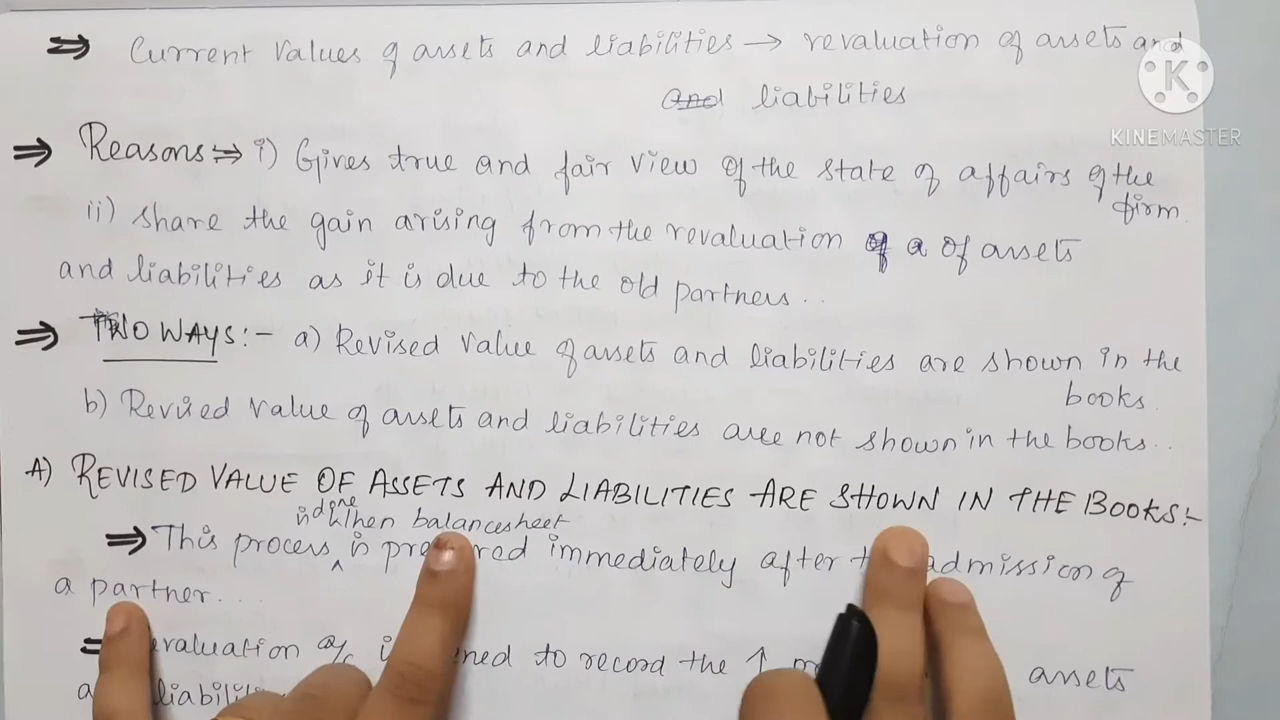 ⇒ Current values of assets and liabilities → revaluation of assets and
and liabilities
K
KINEMASTER
⇒ Reasons:⇒ i) Gives true and fair view of the state of affairs of the
firm.
ii) share the gain arising from the revaluation of a of assets
and liabilities as it is due to the old partners..
⇒ TWO WAYS:- a) Revised value of assets and liabilities are shown in the
books.
b) Revised value of assets and liabilities are not shown in the books..
A) REVISED VALUE OF ASSETS AND LIABILITIES ARE SHOWN IN THE BOOKS:-
is done when balancesheet
⇒ This process is immediately after admission of
a partner....
a/c to record the ↑ assets